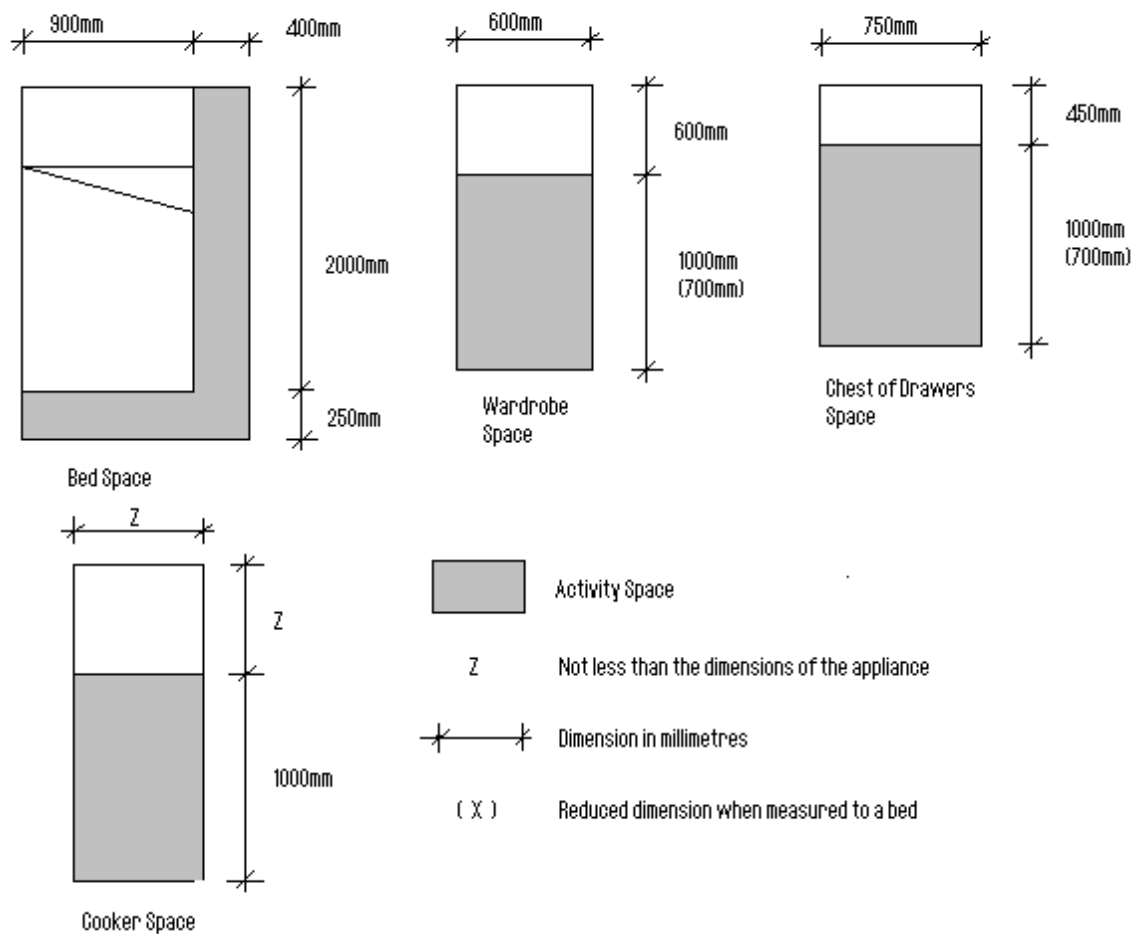 900mm
400mm
2000mm
250mm
Bed Space
600mm
600mm
1000mm
(700mm)
Wardrobe
Space
750mm
450mm
1000mm
(700mm)
Chest of Drawers
Space
Z
Z
1000mm
Cooker Space
Activity Space
Z Not less than the dimensions of the appliance
Dimension in millimetres
( X ) Reduced dimension when measured to a bed